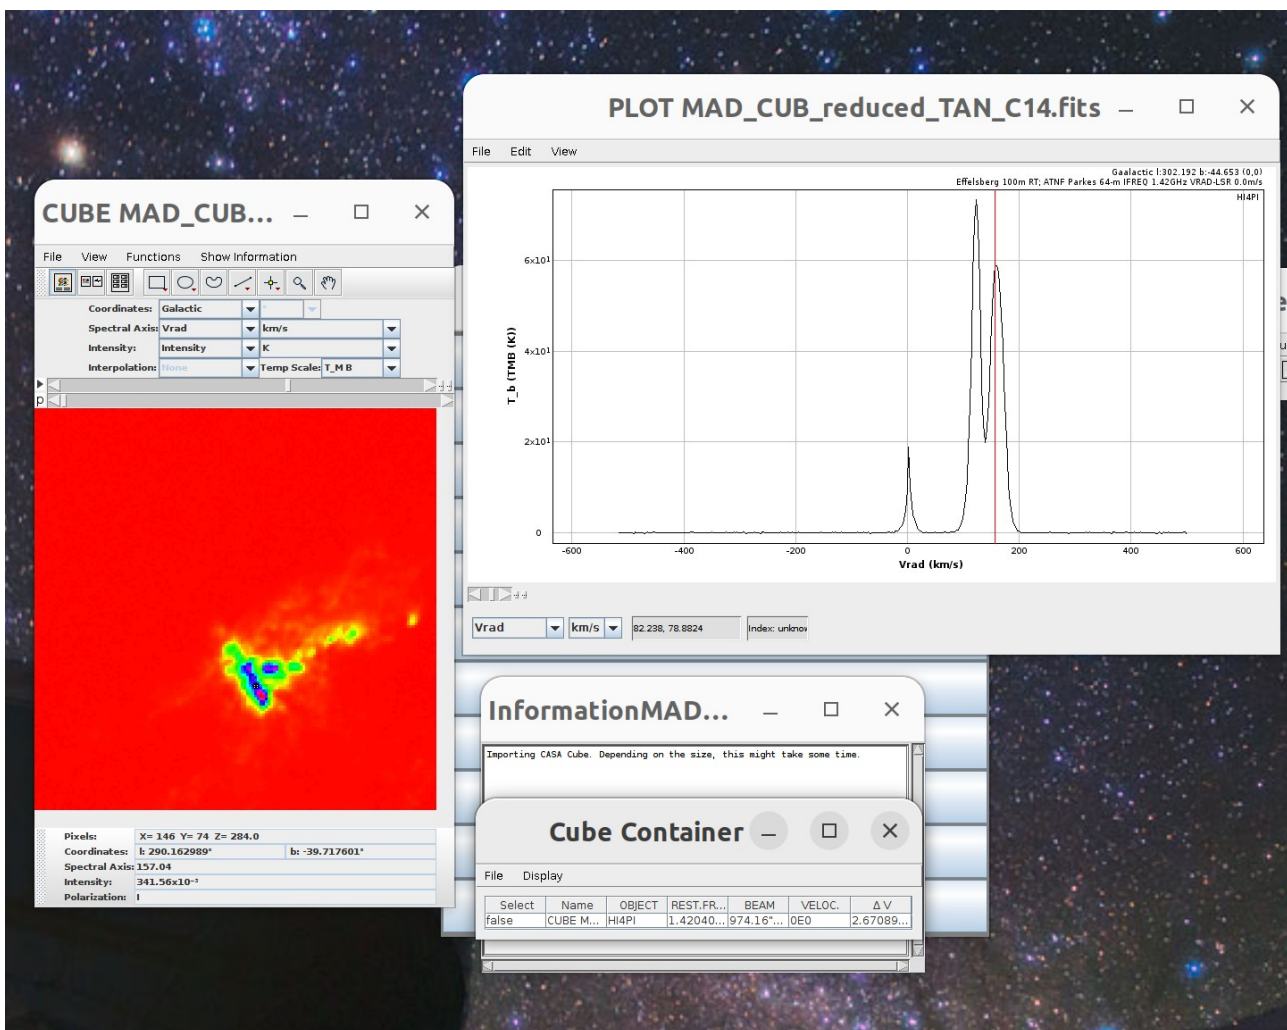 PLOT MAD_CUB_reduced_TAN_C14.fits
File Edit View
Gaalactic l:302.192 b:-44.653 (0,0)
Effelsberg 100m RT; ATNF Parkes 64-m IFREQ 1.42GHz VRAD-LSR 0.0m/s
HI4PI
6x10¹
4x10¹
2x10¹
0
T_b (TMB (K))
-600 -400 -200 0 200 400 600
Vrad (km/s)
Vrad km/s 82.238, 78.8824 Index: unknov
CUBE MAD_CUB...
File View Functions Show Information
Coordinates: Galactic
Spectral Axis: Vrad km/s
Intensity: Intensity K
Interpolation: None Temp Scale: T_MB
p
Pixels: X= 146 Y= 74 Z= 284.0
Coordinates: l: 290.162989° b: -39.717601°
Spectral Axis: 157.04
Intensity: 341.56x10⁻³
Polarization: I
InformationMAD...
Importing CASA Cube. Depending on the size, this might take some time.
Cube Container
File Display
Select Name OBJECT REST.FR... BEAM VELOC. Δ V
false CUBE M... HI4PI 1.42040... 974.16"... 0E0 2.67089...